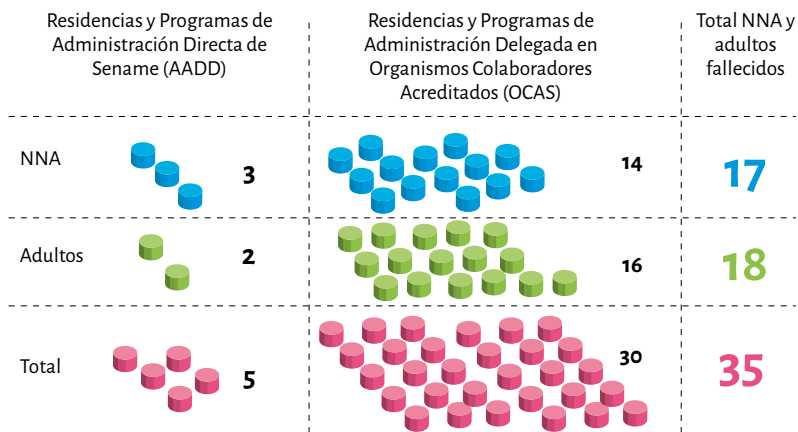 Residencias y Programas de
Administración Directa de
Sename (AADD)
Residencias y Programas de
Administración Delegada en
Organismos Colaboradores
Acreditados (OCAS)
Total NNA y
adultos
fallecidos
NNA
3
14
17
Adultos
2
16
18
Total
5
30
35